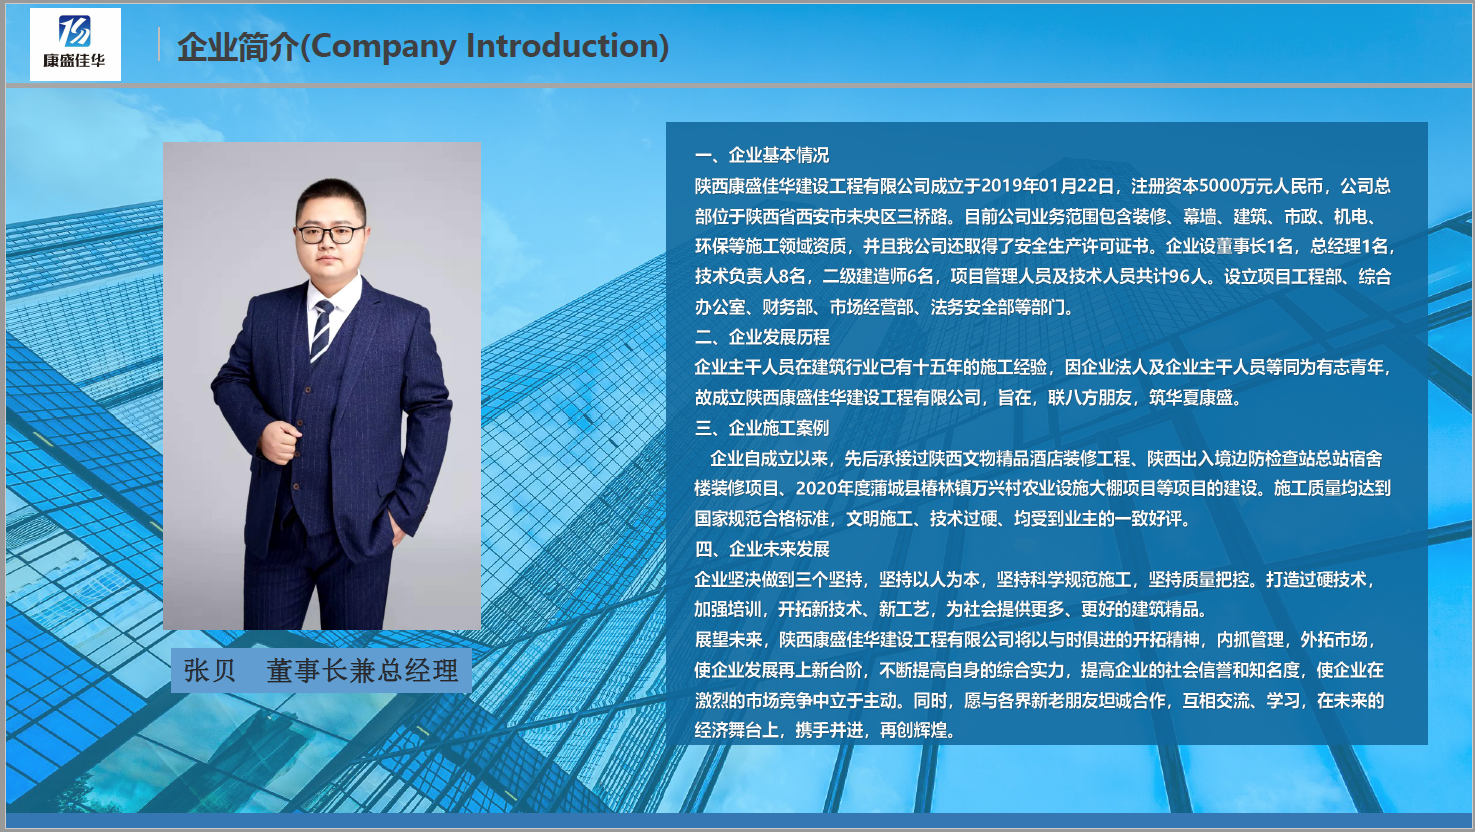 康盛佳华
企业简介(Company Introduction)
一、企业基本情况
陕西康盛佳华建设工程有限公司成立于2019年01月22日，注册资本5000万元人民币，公司总
部位于陕西省西安市未央区三桥路。目前公司业务范围包含装修、幕墙、建筑、市政、机电、
环保等施工领域资质，并且我公司还取得了安全生产许可证书。企业设董事长1名，总经理1名，
技术负责人8名，二级建造师6名，项目管理人员及技术人员共计96人。设立项目工程部、综合
办公室、财务部、市场经营部、法务安全部等部门。
二、企业发展历程
企业主干人员在建筑行业已有十五年的施工经验，因企业法人及企业主干人员等同为有志青年，
故成立陕西康盛佳华建设工程有限公司，旨在，联八方朋友，筑华夏康盛。
三、企业施工案例
企业自成立以来，先后承接过陕西文物精品酒店装修工程、陕西出入境边防检查站总站宿舍
楼装修项目、2020年度蒲城县椿林镇万兴村农业设施大棚项目等项目的建设。施工质量均达到
国家规范合格标准，文明施工、技术过硬、均受到业主的一致好评。
四、企业未来发展
企业坚决做到三个坚持，坚持以人为本，坚持科学规范施工，坚持质量把控。打造过硬技术，
加强培训，开拓新技术、新工艺，为社会提供更多、更好的建筑精品。
展望未来，陕西康盛佳华建设工程有限公司将以与时俱进的开拓精神，内抓管理，外拓市场，
使企业发展再上新台阶，不断提高自身的综合实力，提高企业的社会信誉和知名度，使企业在
激烈的市场竞争中立于主动。同时，愿与各界新老朋友坦诚合作，互相交流、学习，在未来的
经济舞台上，携手并进，再创辉煌。
张贝　董事长兼总经理